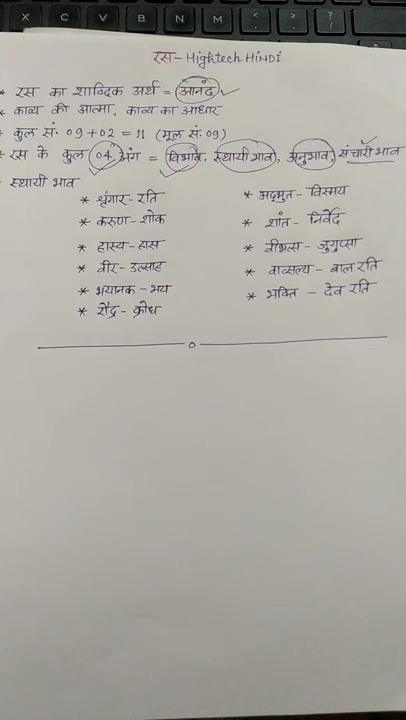 X C V B N M < > ?
, . /
रस- Hightech HINDI
* रस का शाब्दिक अर्थ = आनंद ✓
* काव्य की आत्मा, काव्य का आधार
* कुल सं. 09+02 = 11 (मूल सं. 09)
* रस के कुल 04 अंग = विभाव, स्थायी भाव, अनुभाव, संचारी भाव
* स्थायी भाव
* श्रृंगार- रति
* करुण- शोक
* हास्य- हास
* वीर- उत्साह
* भयानक- भय
* रौद्र- क्रोध
* अद्भुत- विस्मय
* शांत- निर्वेद
* वीभत्स- जुगुप्सा
* वात्सल्य- बाल रति
* भक्ति - देव रति